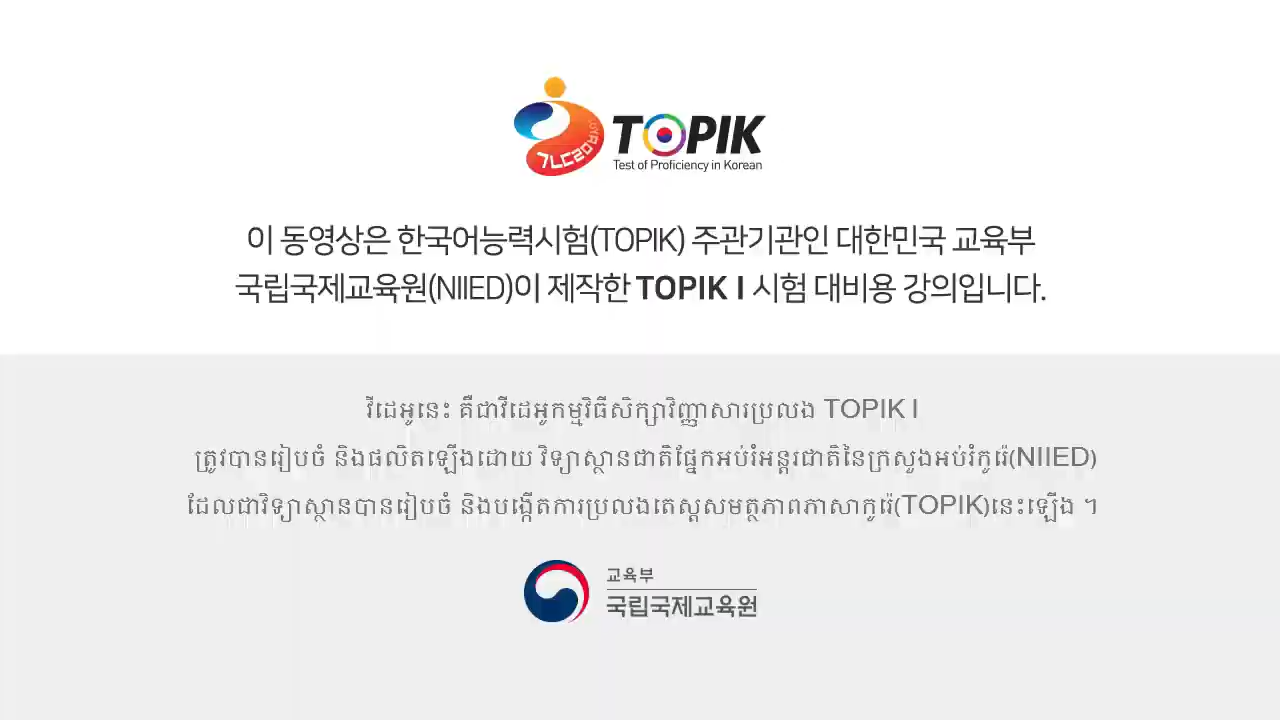 TOPIK
Test of Proficiency in Korean
이 동영상은 한국어능력시험(TOPIK) 주관기관인 대한민국 교육부
국립국제교육원(NIIED)이 제작한 TOPIK I 시험 대비용 강의입니다.
វីដេអូនេះ គឺជាវីដេអូកម្មវិធីសិក្សាវិញ្ញាសារប្រលង TOPIK I
ត្រូវបានរៀបចំ និងផលិតឡើងដោយ វិទ្យាស្ថានជាតិផ្នែកអប់រំអន្តរជាតិនៃក្រសួងអប់រំកូរ៉េ(NIIED)
ដែលជាវិទ្យាស្ថានបានរៀបចំ និងបង្កើតការប្រលងតេស្តសមត្ថភាពភាសាកូរ៉េ(TOPIK)នេះឡើង ។
교육부
국립국제교육원